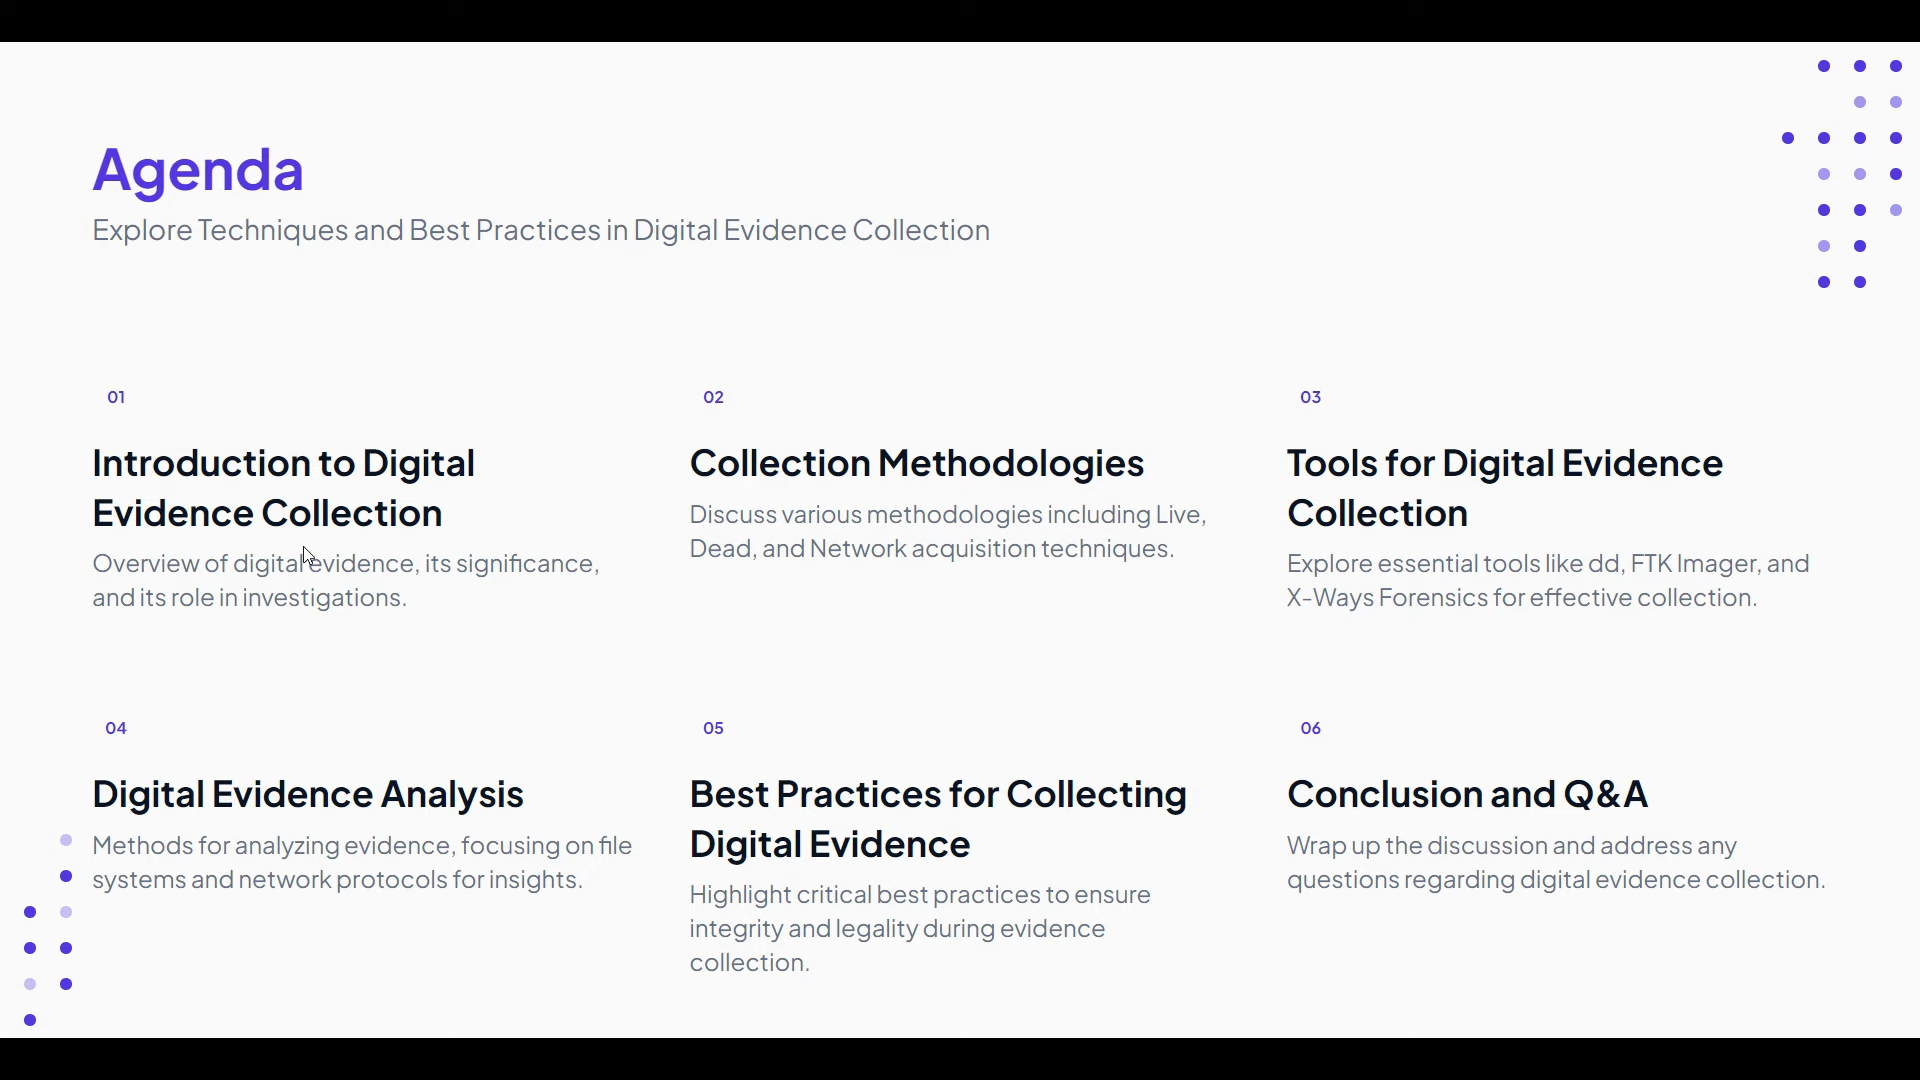 Agenda
Explore Techniques and Best Practices in Digital Evidence Collection
01
Introduction to Digital
Evidence Collection
Overview of digital evidence, its significance,
and its role in investigations.
02
Collection Methodologies
Discuss various methodologies including Live,
Dead, and Network acquisition techniques.
03
Tools for Digital Evidence
Collection
Explore essential tools like dd, FTK Imager, and
X-Ways Forensics for effective collection.
04
Digital Evidence Analysis
Methods for analyzing evidence, focusing on file
systems and network protocols for insights.
05
Best Practices for Collecting
Digital Evidence
Highlight critical best practices to ensure
integrity and legality during evidence
collection.
06
Conclusion and Q&A
Wrap up the discussion and address any
questions regarding digital evidence collection.